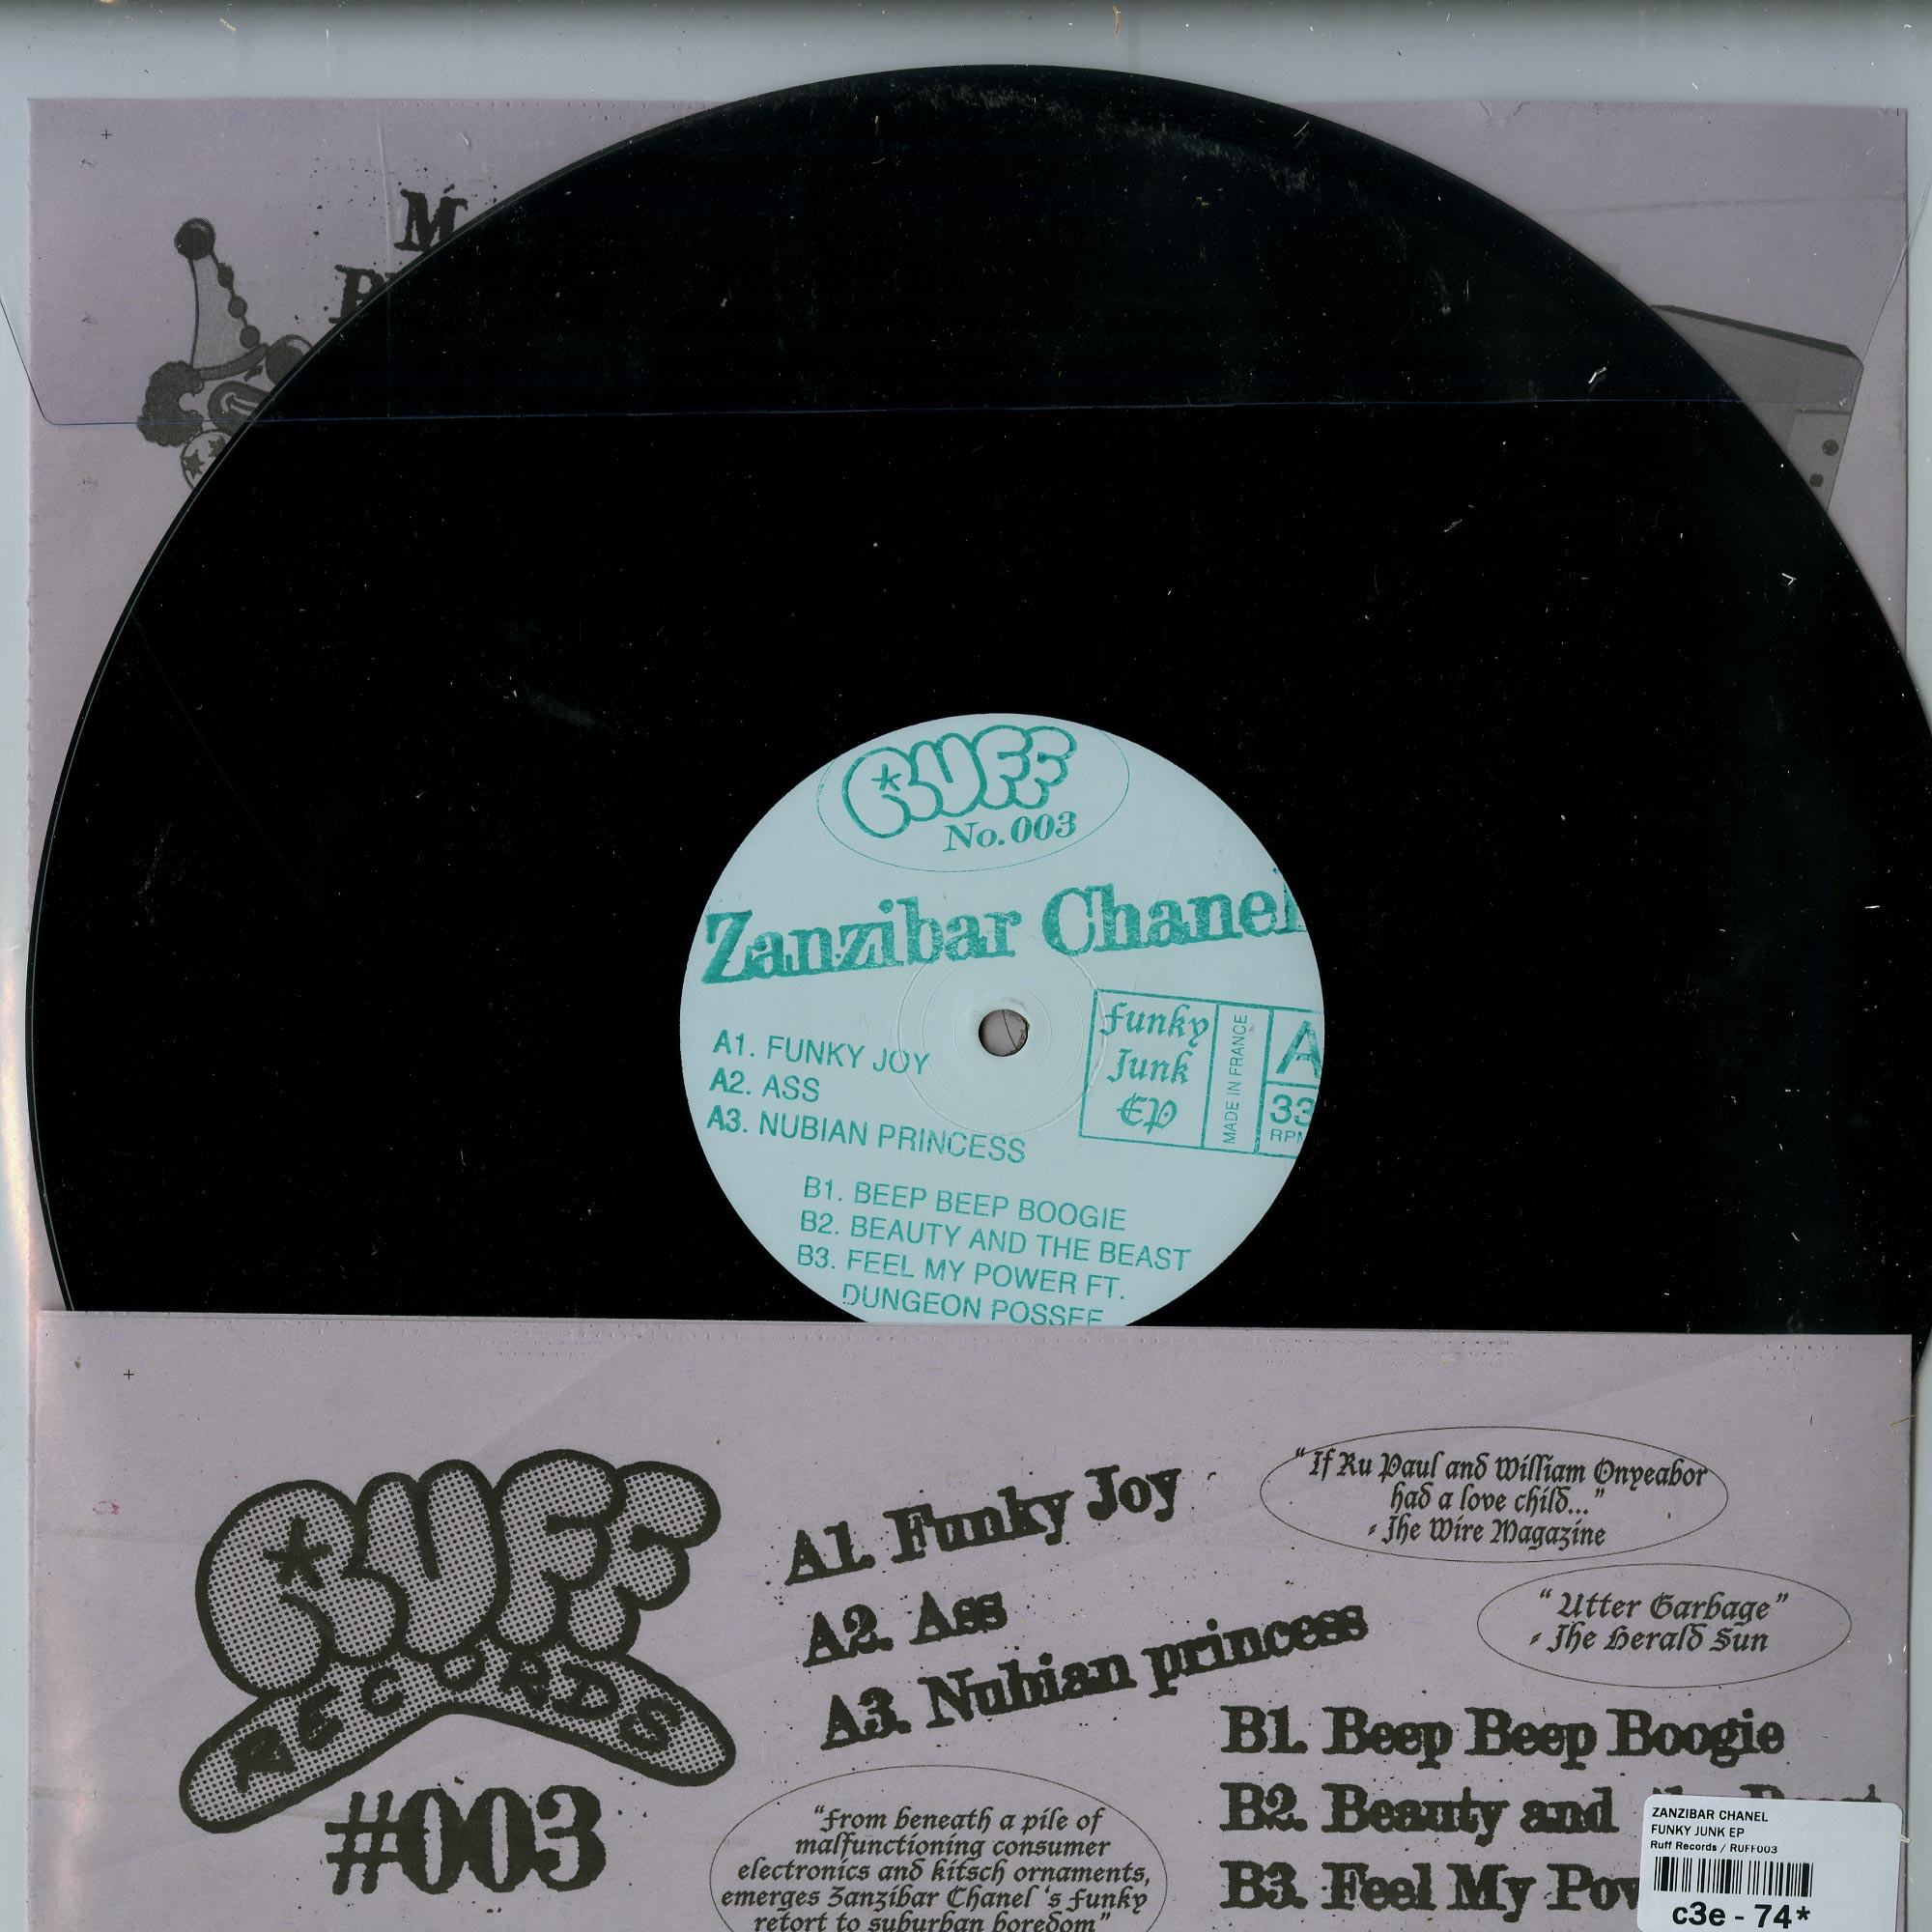 RUFF
No. 003
Zanzibar Chanel
A1. FUNKY JOY
A2. ASS
A3. NUBIAN PRINCESS
Funky
Junk
EP
MADE IN FRANCE
A
33
RPM
B1. BEEP BEEP BOOGIE
B2. BEAUTY AND THE BEAST
B3. FEEL MY POWER FT.
DUNGEON POSSEE
RUFF
RECORDS
#003
A1. Funky Joy
A2. Ass
A3. Nubian princess
"If Ru Paul and William Onyeabor
had a love child..."
- The Wire Magazine
"Utter Garbage"
- The Herald Sun
B1. Beep Beep Boogie
B2. Beauty and
B3. Feel My
"From beneath a pile of
malfunctioning consumer
electronics and kitsch ornaments,
emerges Zanzibar Chanel 's funky
retort to suburban boredom"
ZANZIBAR CHANEL
FUNKY JUNK EP
Ruff Records / RUFF003
c3e - 74*